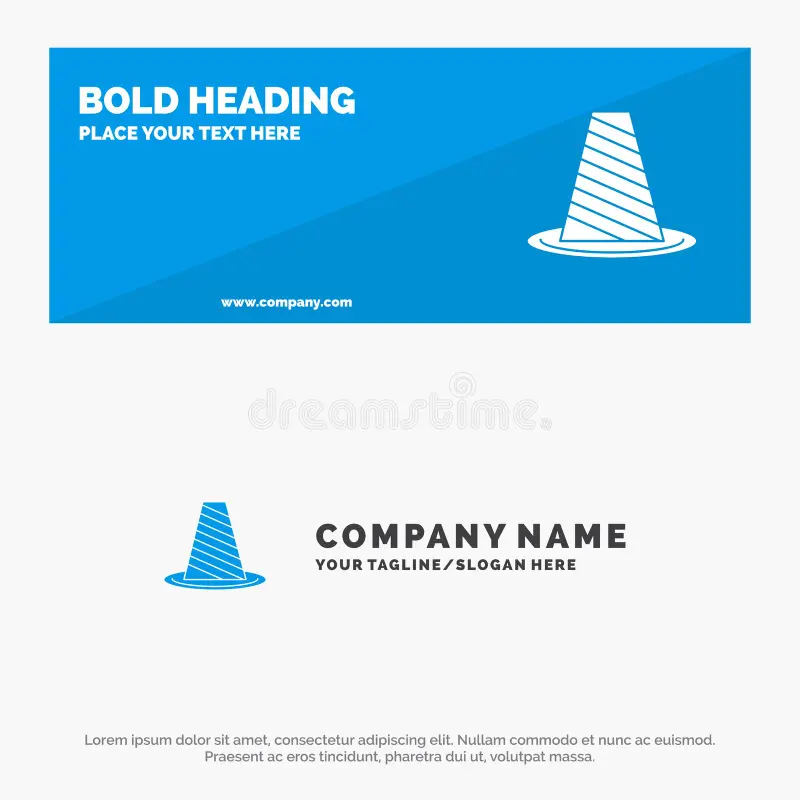 BOLD HEADING
PLACE YOUR TEXT HERE
www.company.com
dreamstime.
COMPANY NAME
YOUR TAGLINE/SLOGAN HERE
Lorem ipsum dolor sit amet, consectetur adipiscing elit. Nullam commodo et nunc ac euismod.
Praesent ac eros tincidunt, pharetra dui ut, volutpat massa.